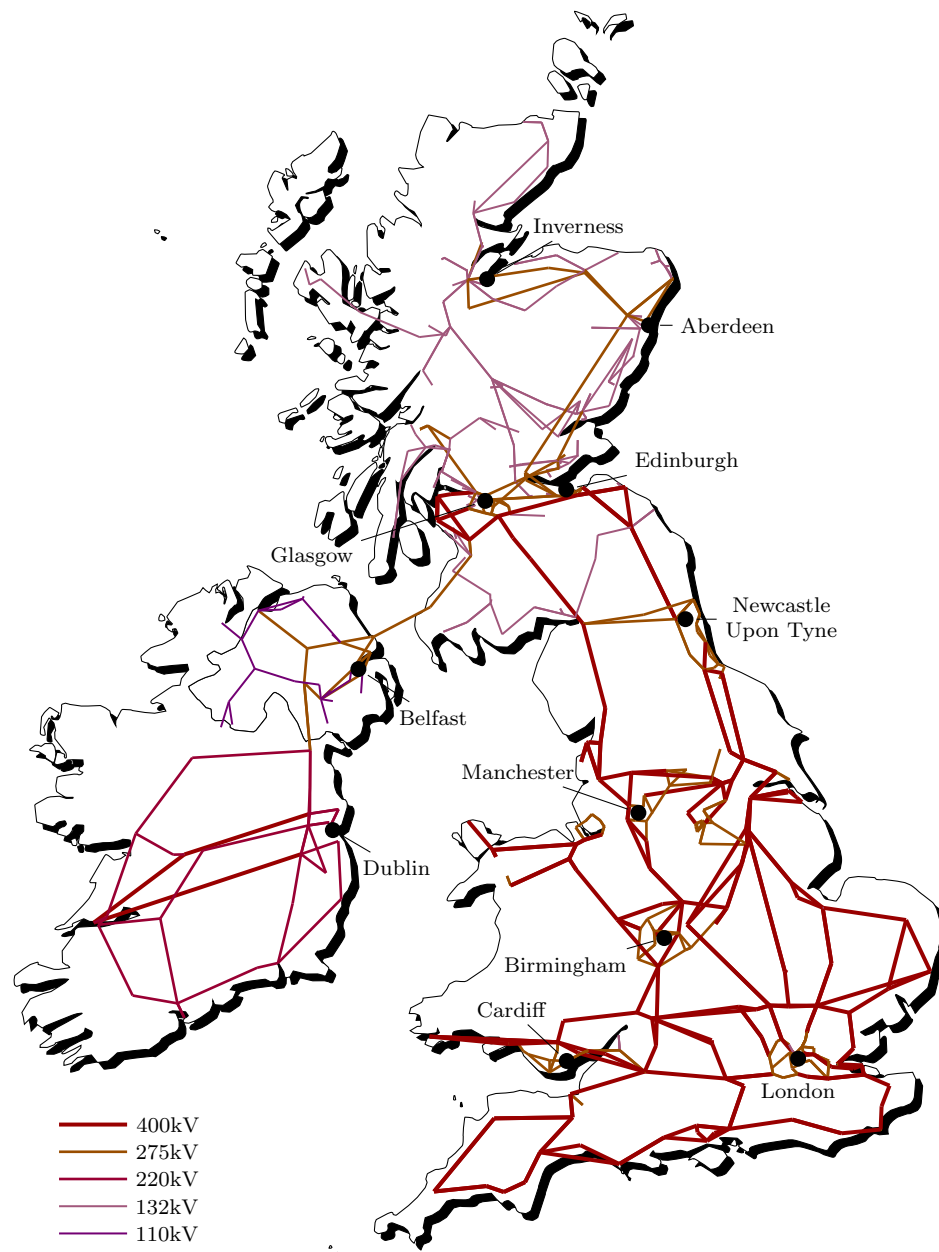 Inverness
Aberdeen
Edinburgh
Glasgow
Newcastle
Upon Tyne
Belfast
Manchester
Dublin
Birmingham
Cardiff
London
400kV
275kV
220kV
132kV
110kV